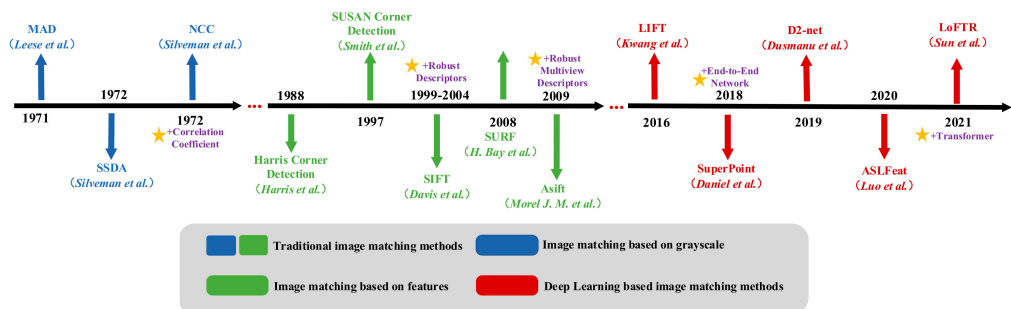 MAD
（Leese et al.）
NCC
（Silveman et al.）
SUSAN Corner
Detection
（Smith et al.）
+Robust
Descriptors
+Robust
Multiview
Descriptors
LIFT
（Kwang et al.）
+End-to-End
Network
D2-net
（Dusmanu et al.）
LoFTR
（Sun et al.）
1972
1988
1999-2004
2009
2018
2020
1971
1972
1997
2008
2016
2019
2021
SSDA
（Silveman et al.）
+Correlation
Coefficient
Harris Corner
Detection
（Harris et al.）
SIFT
（Davis et al.）
SURF
（H. Bay et al.）
Asift
（Morel J. M. et al.）
SuperPoint
（Daniel et al.）
ASLFeat
（Luo et al.）
+Transformer
Traditional image matching methods
Image matching based on grayscale
Image matching based on features
Deep Learning based image matching methods